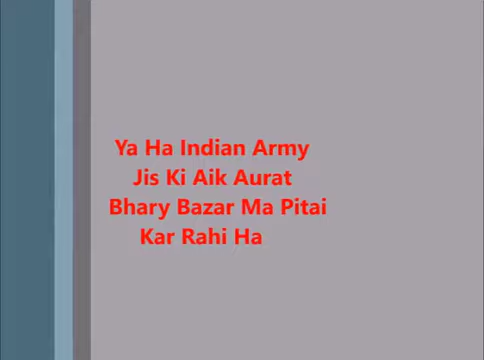 Ya Ha Indian Army
Jis Ki Aik Aurat
Bhary Bazar Ma Pitai
Kar Rahi Ha